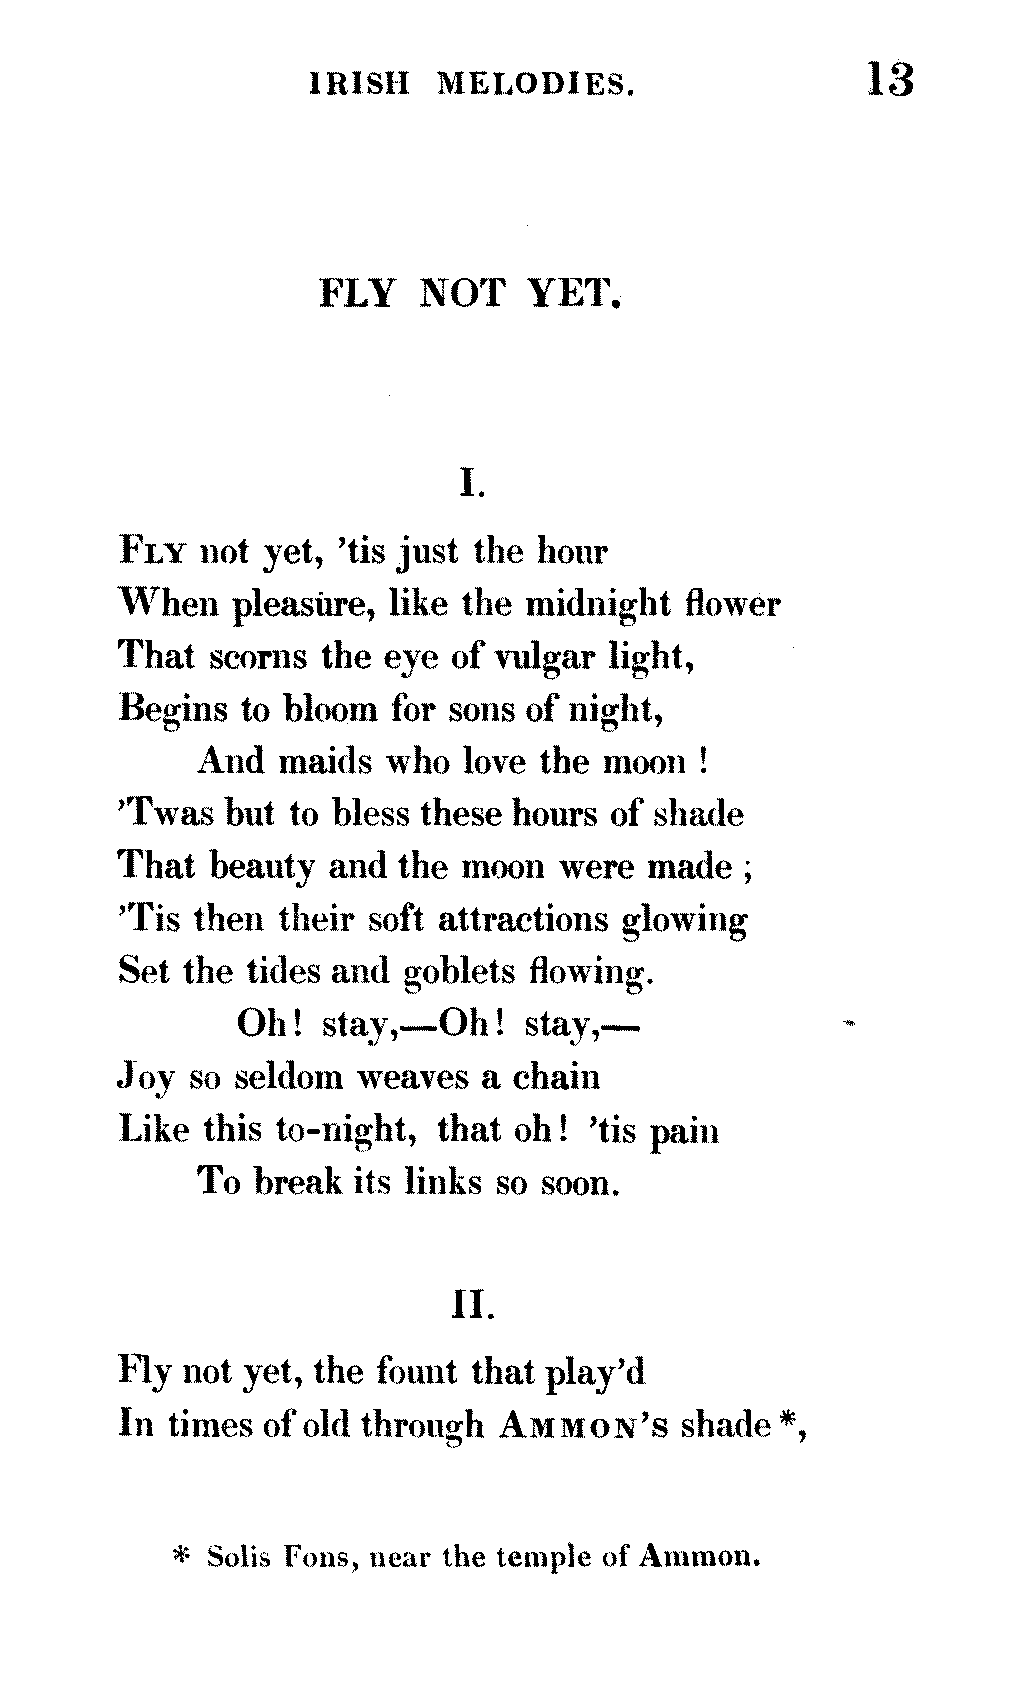 IRISH MELODIES. 13
FLY NOT YET.
I.
FLY not yet, ’tis just the hour
When pleasure, like the midnight flower
That scorns the eye of vulgar light,
Begins to bloom for sons of night,
And maids who love the moon !
’Twas but to bless these hours of shade
That beauty and the moon were made ;
’Tis then their soft attractions glowing
Set the tides and goblets flowing.
Oh! stay,—Oh! stay,—
Joy so seldom weaves a chain
Like this to-night, that oh! ’tis pain
To break its links so soon.
II.
Fly not yet, the fount that play’d
In times of old through AMMON’S shade *,
* Solis Fons, near the temple of Ammon.